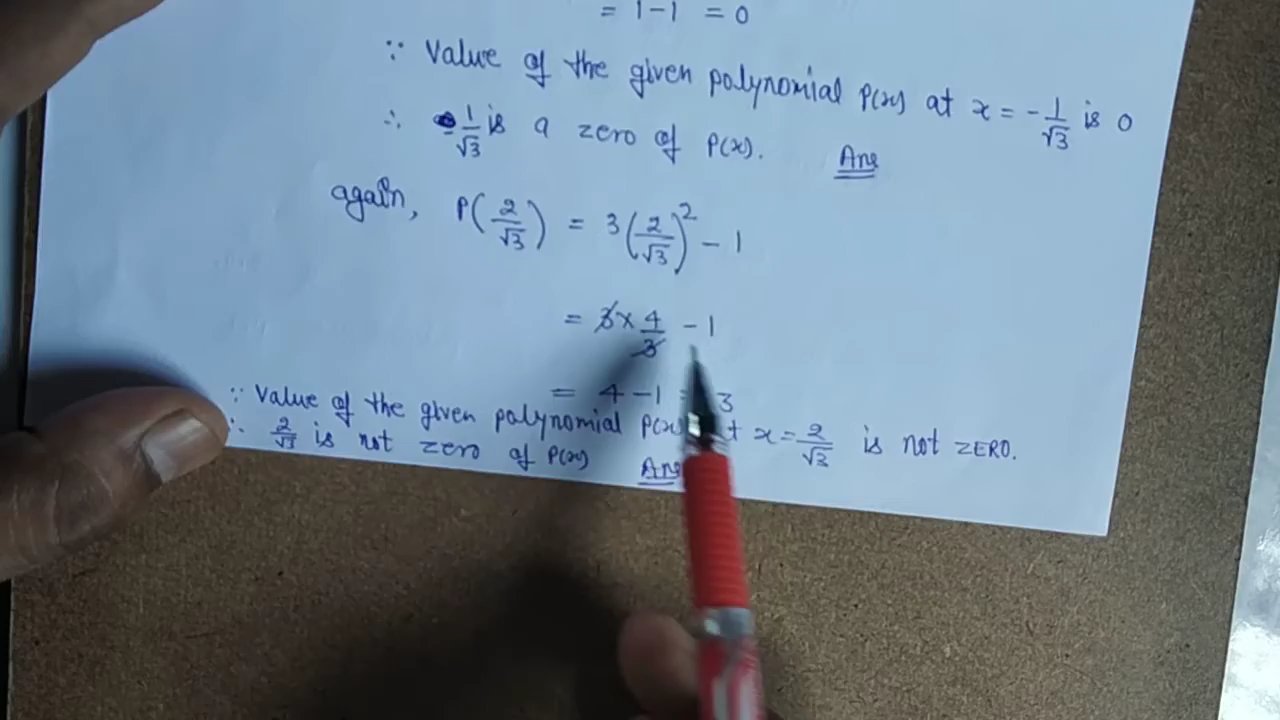 = 1-1 = 0
∵ Value of the given polynomial P(x) at x = -1/√3 is 0
∴ -1/√3 is a zero of P(x). Ans
again, P(2/√3) = 3(2/√3)² - 1
= 3 × 4/3 - 1
= 4-1 = 3
∵ Value of the given polynomial P(x) at x = 2/√3 is not ZERO.
∴ 2/√3 is not zero of P(x) Ans